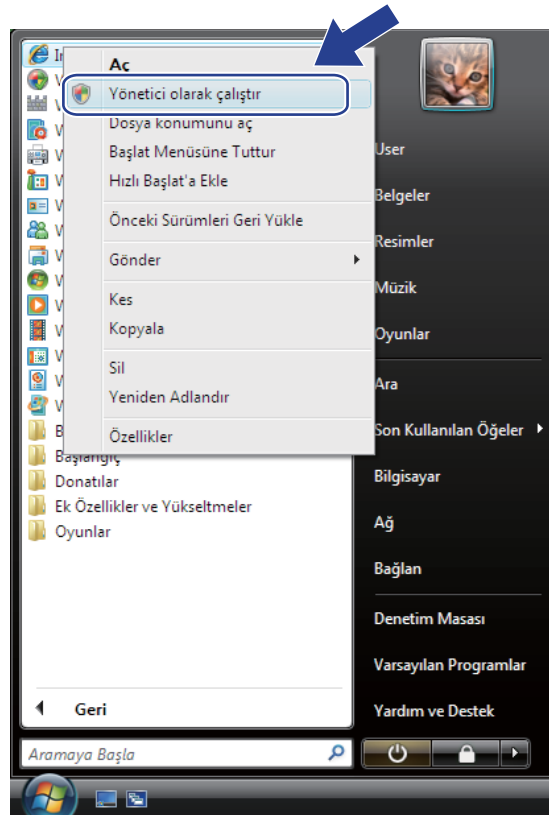 Aç
Yönetici olarak çalıştır
Dosya konumunu aç
Başlat Menüsüne Tuttur
Hızlı Başlat'a Ekle
Önceki Sürümleri Geri Yükle
Gönder
Kes
Kopyala
Sil
Yeniden Adlandır
Özellikler
Başlangıç
Donatılar
Ek Özellikler ve Yükseltmeler
Oyunlar
Geri
Aramaya Başla
User
Belgeler
Resimler
Müzik
Oyunlar
Ara
Son Kullanılan Öğeler
Bilgisayar
Ağ
Bağlan
Denetim Masası
Varsayılan Programlar
Yardım ve Destek